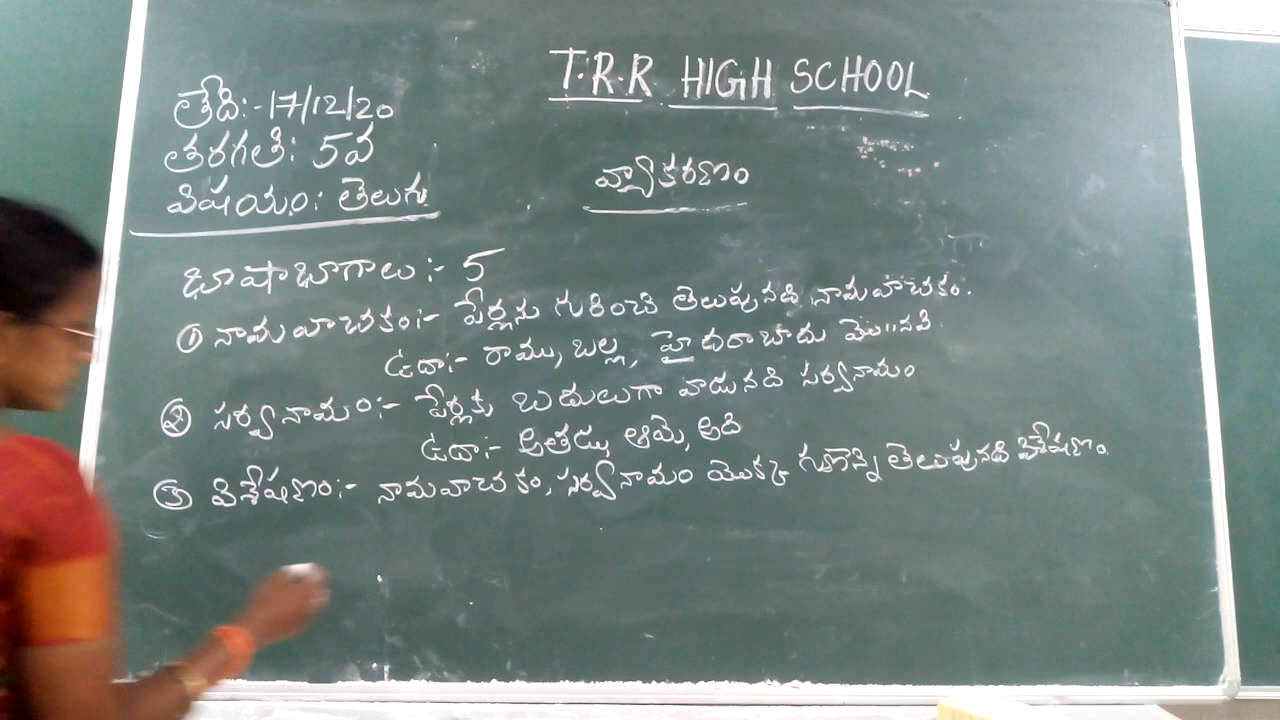 T.R.R HIGH SCHOOL
తేది:-17/12/20
తరగతి: 5వ
విషయం: తెలుగు
వ్యాకరణం
భాషాభాగాలు :- 5
① నామవాచకం:- పేర్లను గురించి తెలుపునది నామవాచకం.
ఉదా:- రాము, బల్ల, హైదరాబాదు మొ"నవి
② సర్వనామం:- పేర్లకు బదులుగా వాడునది సర్వనామం
ఉదా:- అతడు, ఆమె, అది
③ విశేషణం:- నామవాచకం, సర్వనామం యొక్క గుణాన్ని తెలుపునది విశేషణం.